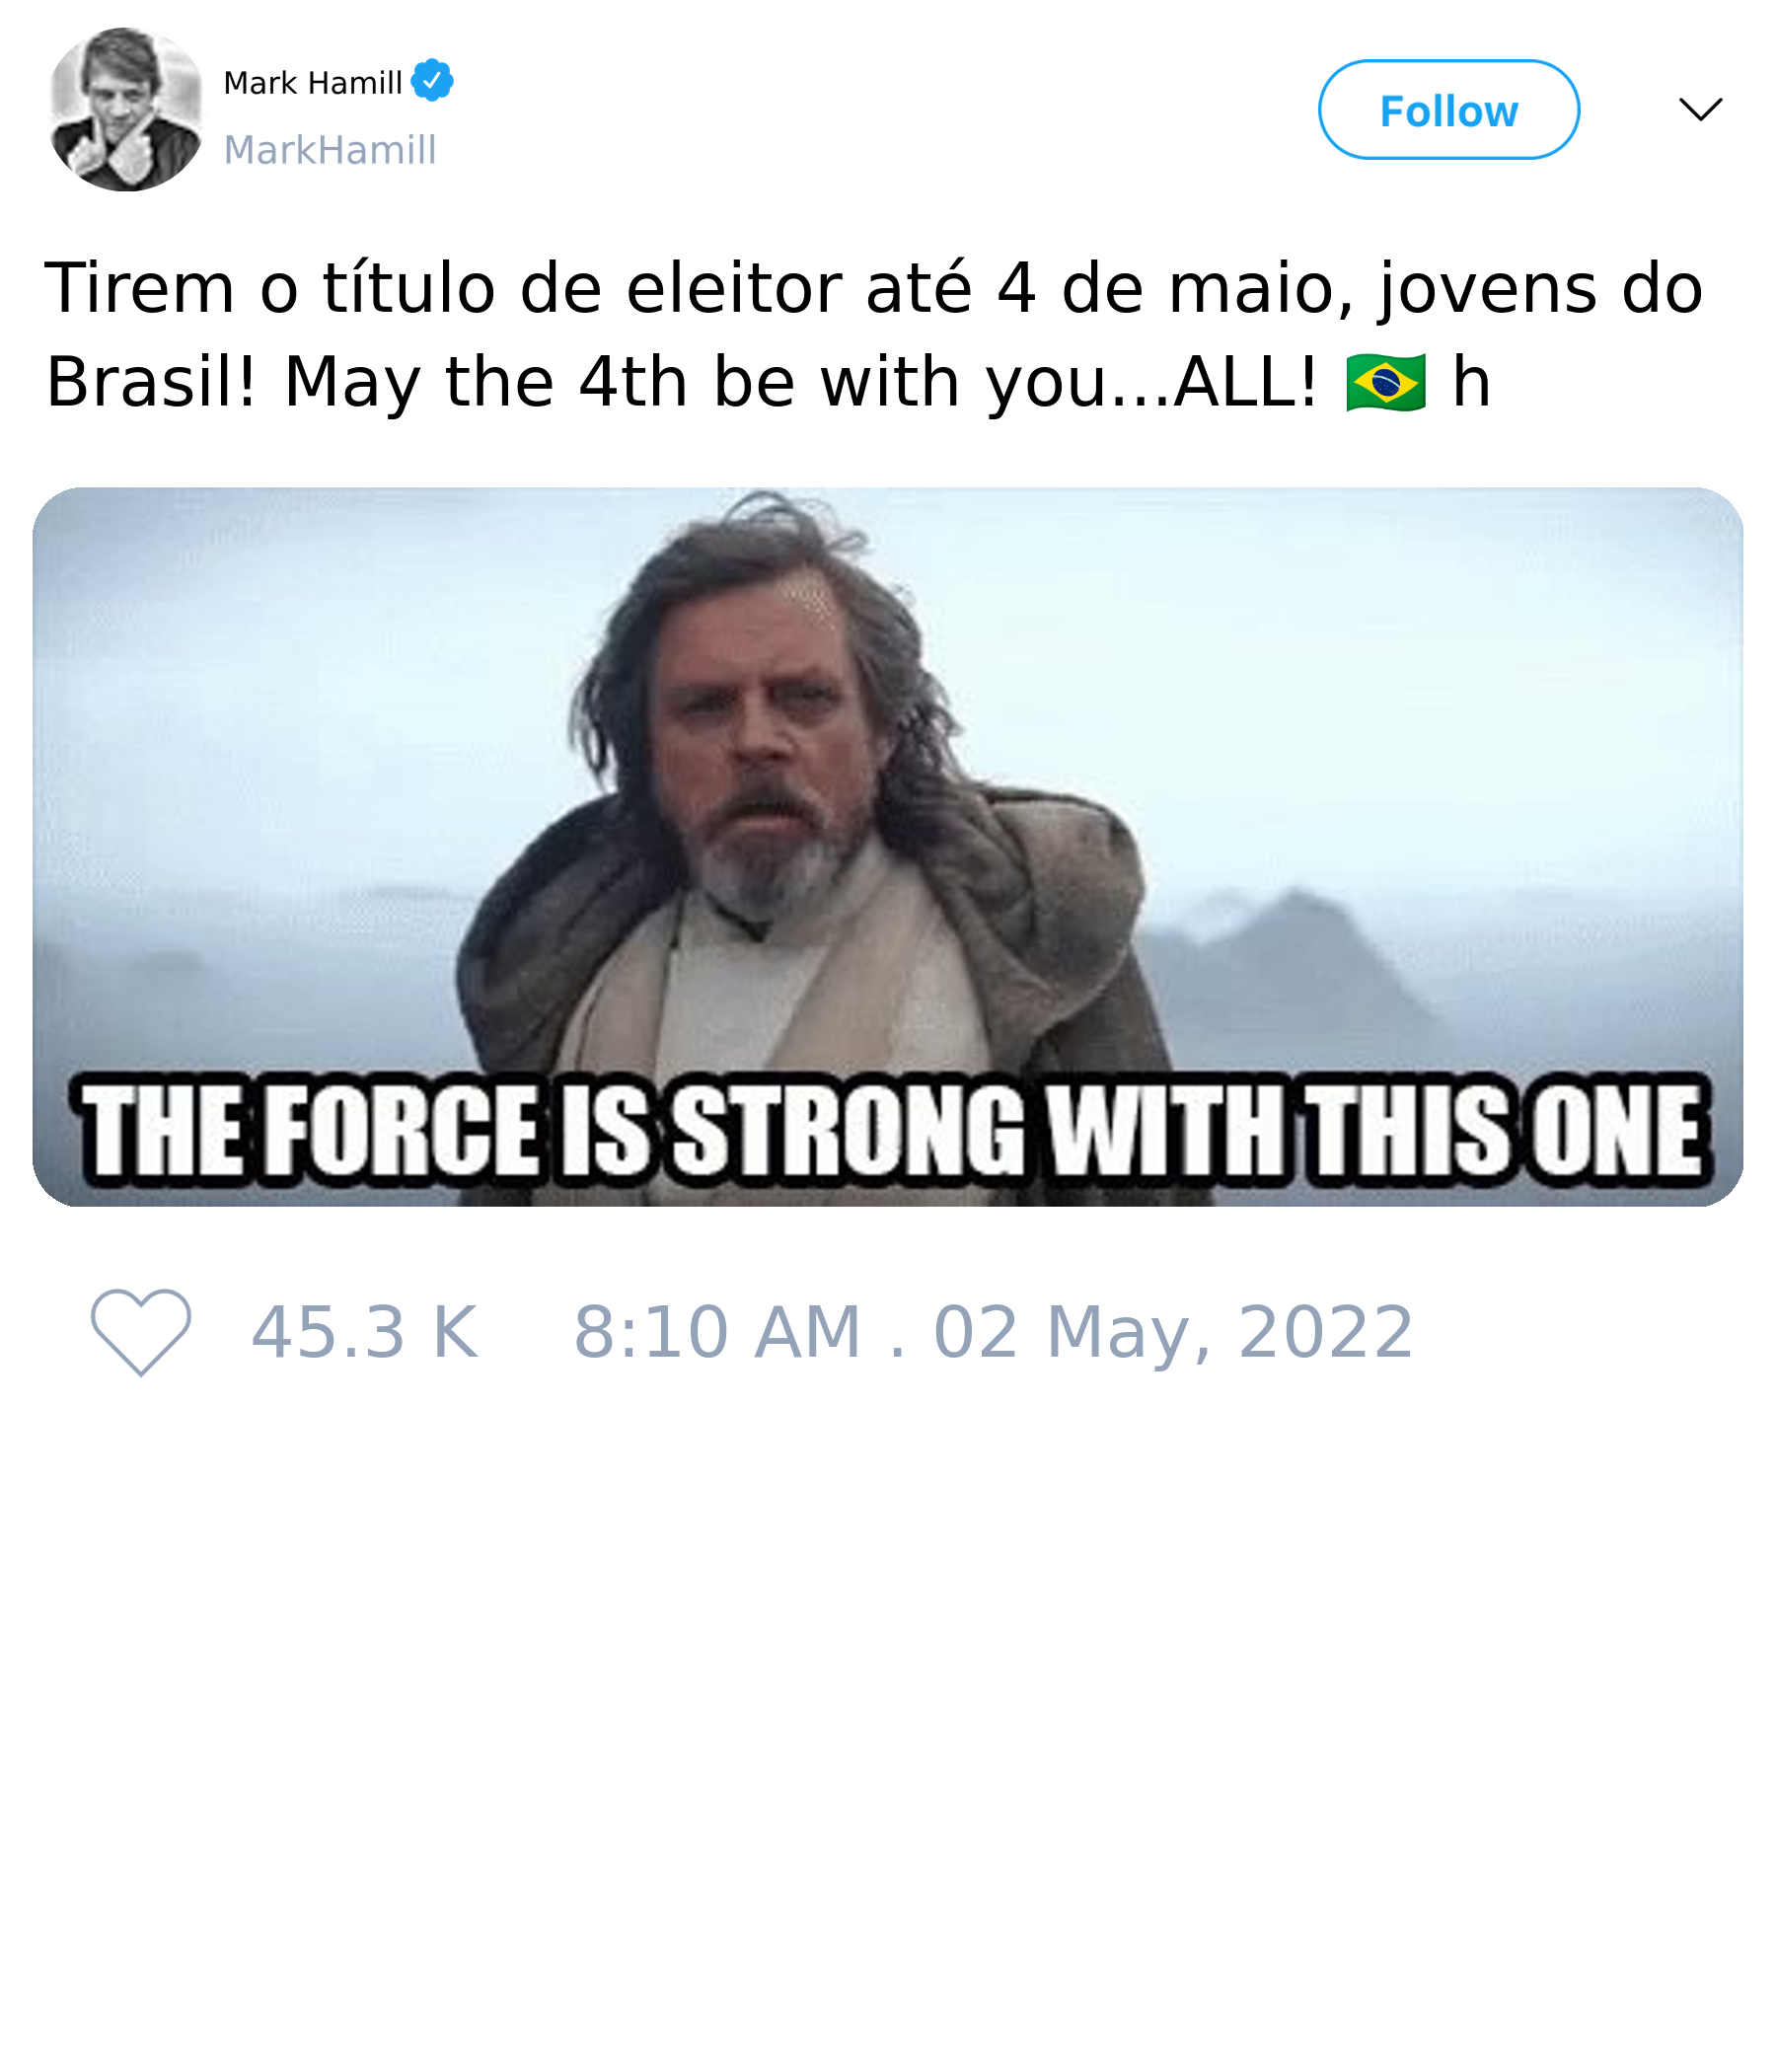 Mark Hamill
MarkHamill
Follow
Tirem o título de eleitor até 4 de maio, jovens do
Brasil! May the 4th be with you...ALL! 🇧🇷 h
THE FORCE IS STRONG WITH THIS ONE
45.3 K 8:10 AM . 02 May, 2022